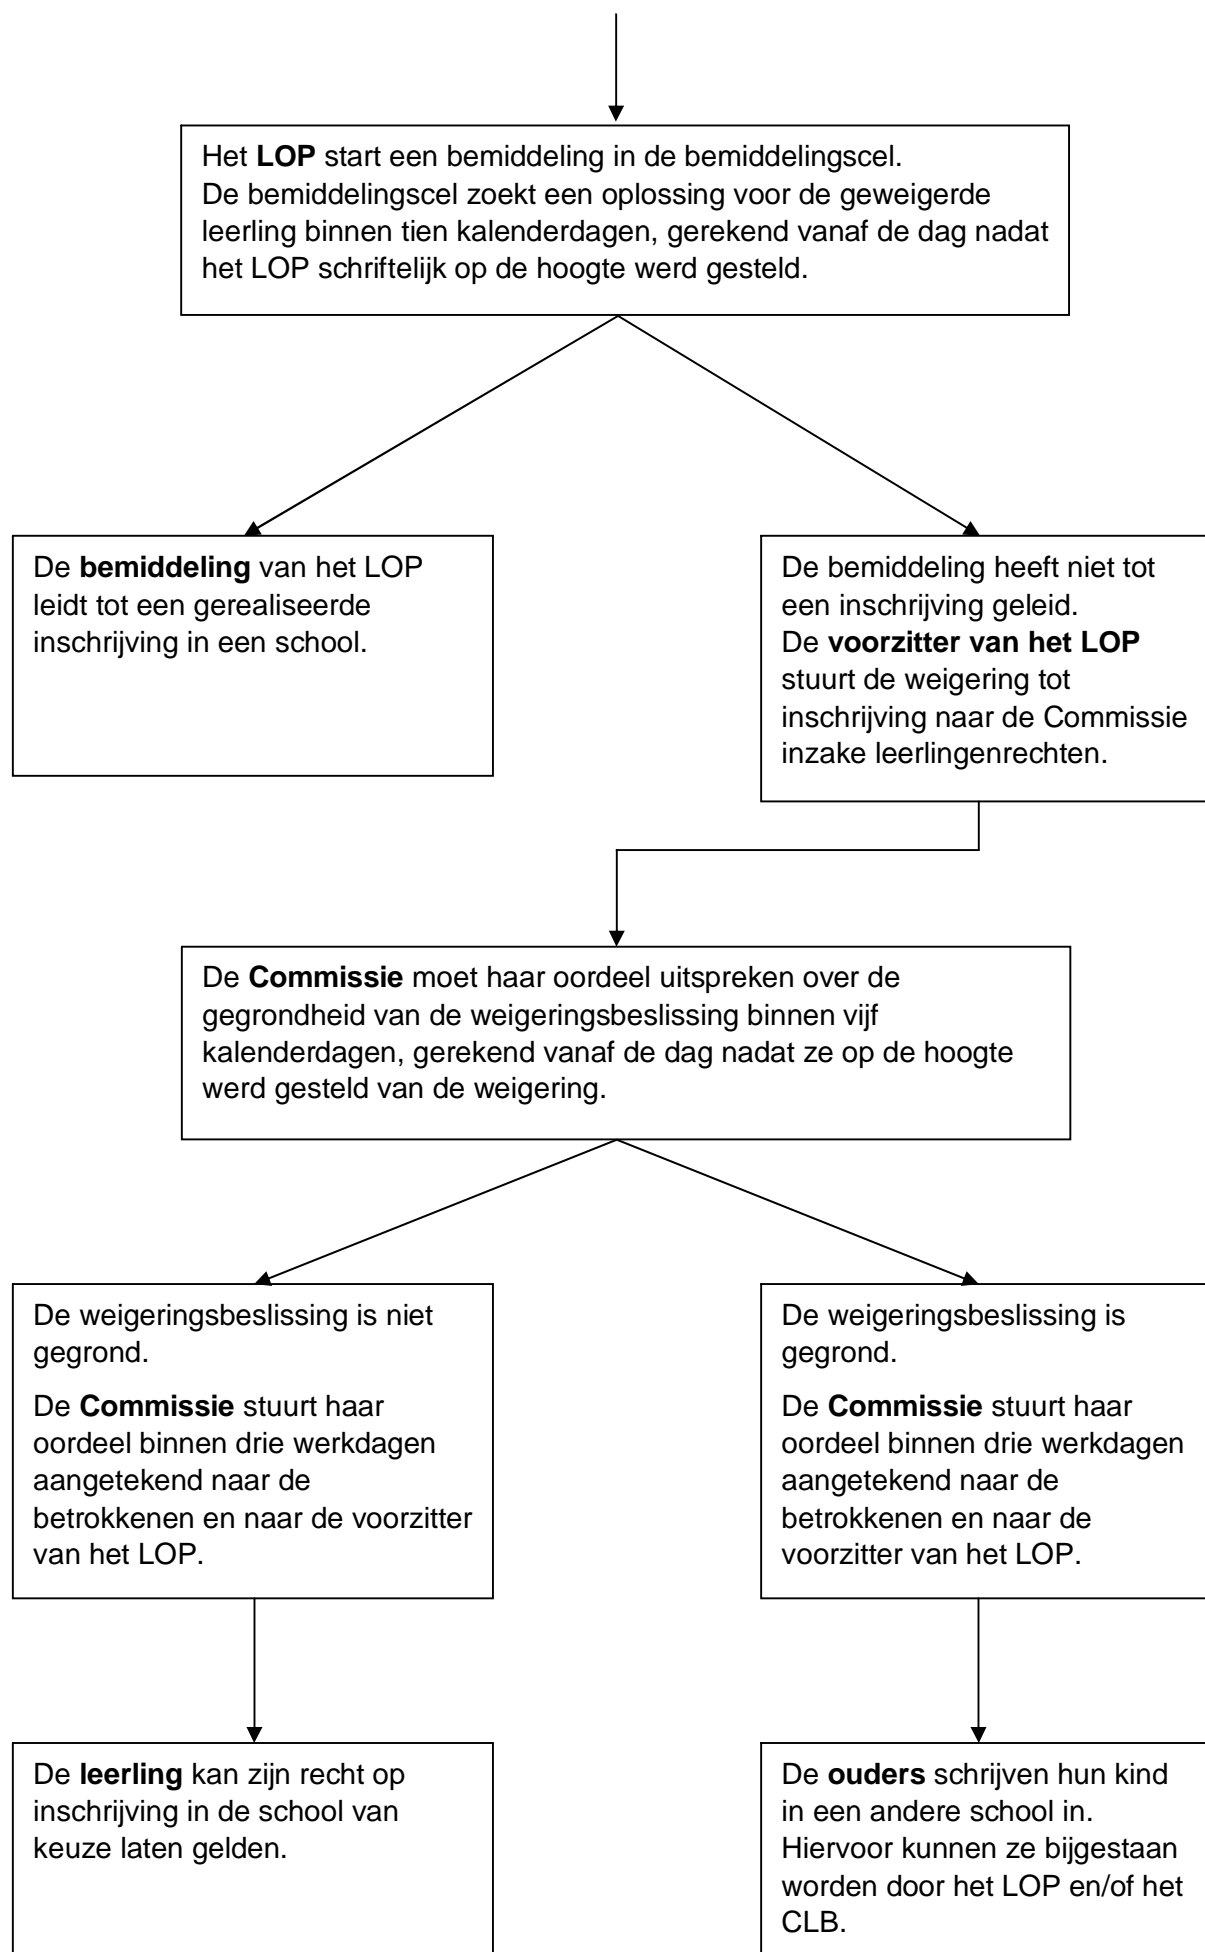 Het LOP start een bemiddeling in de bemiddelingscel.
De bemiddelingscel zoekt een oplossing voor de geweigerde
leerling binnen tien kalenderdagen, gerekend vanaf de dag nadat
het LOP schriftelijk op de hoogte werd gesteld.
De bemiddeling van het LOP
leidt tot een gerealiseerde
inschrijving in een school.
De bemiddeling heeft niet tot
een inschrijving geleid.
De voorzitter van het LOP
stuurt de weigering tot
inschrijving naar de Commissie
inzake leerlingenrechten.
De Commissie moet haar oordeel uitspreken over de
gegrondheid van de weigeringsbeslissing binnen vijf
kalenderdagen, gerekend vanaf de dag nadat ze op de hoogte
werd gesteld van de weigering.
De weigeringsbeslissing is niet
gegrond.
De Commissie stuurt haar
oordeel binnen drie werkdagen
aangetekend naar de
betrokkenen en naar de voorzitter
van het LOP.
De weigeringsbeslissing is
gegrond.
De Commissie stuurt haar
oordeel binnen drie werkdagen
aangetekend naar de
betrokkenen en naar de
voorzitter van het LOP.
De leerling kan zijn recht op
inschrijving in de school van
keuze laten gelden.
De ouders schrijven hun kind
in een andere school in.
Hiervoor kunnen ze bijgestaan
worden door het LOP en/of het
CLB.